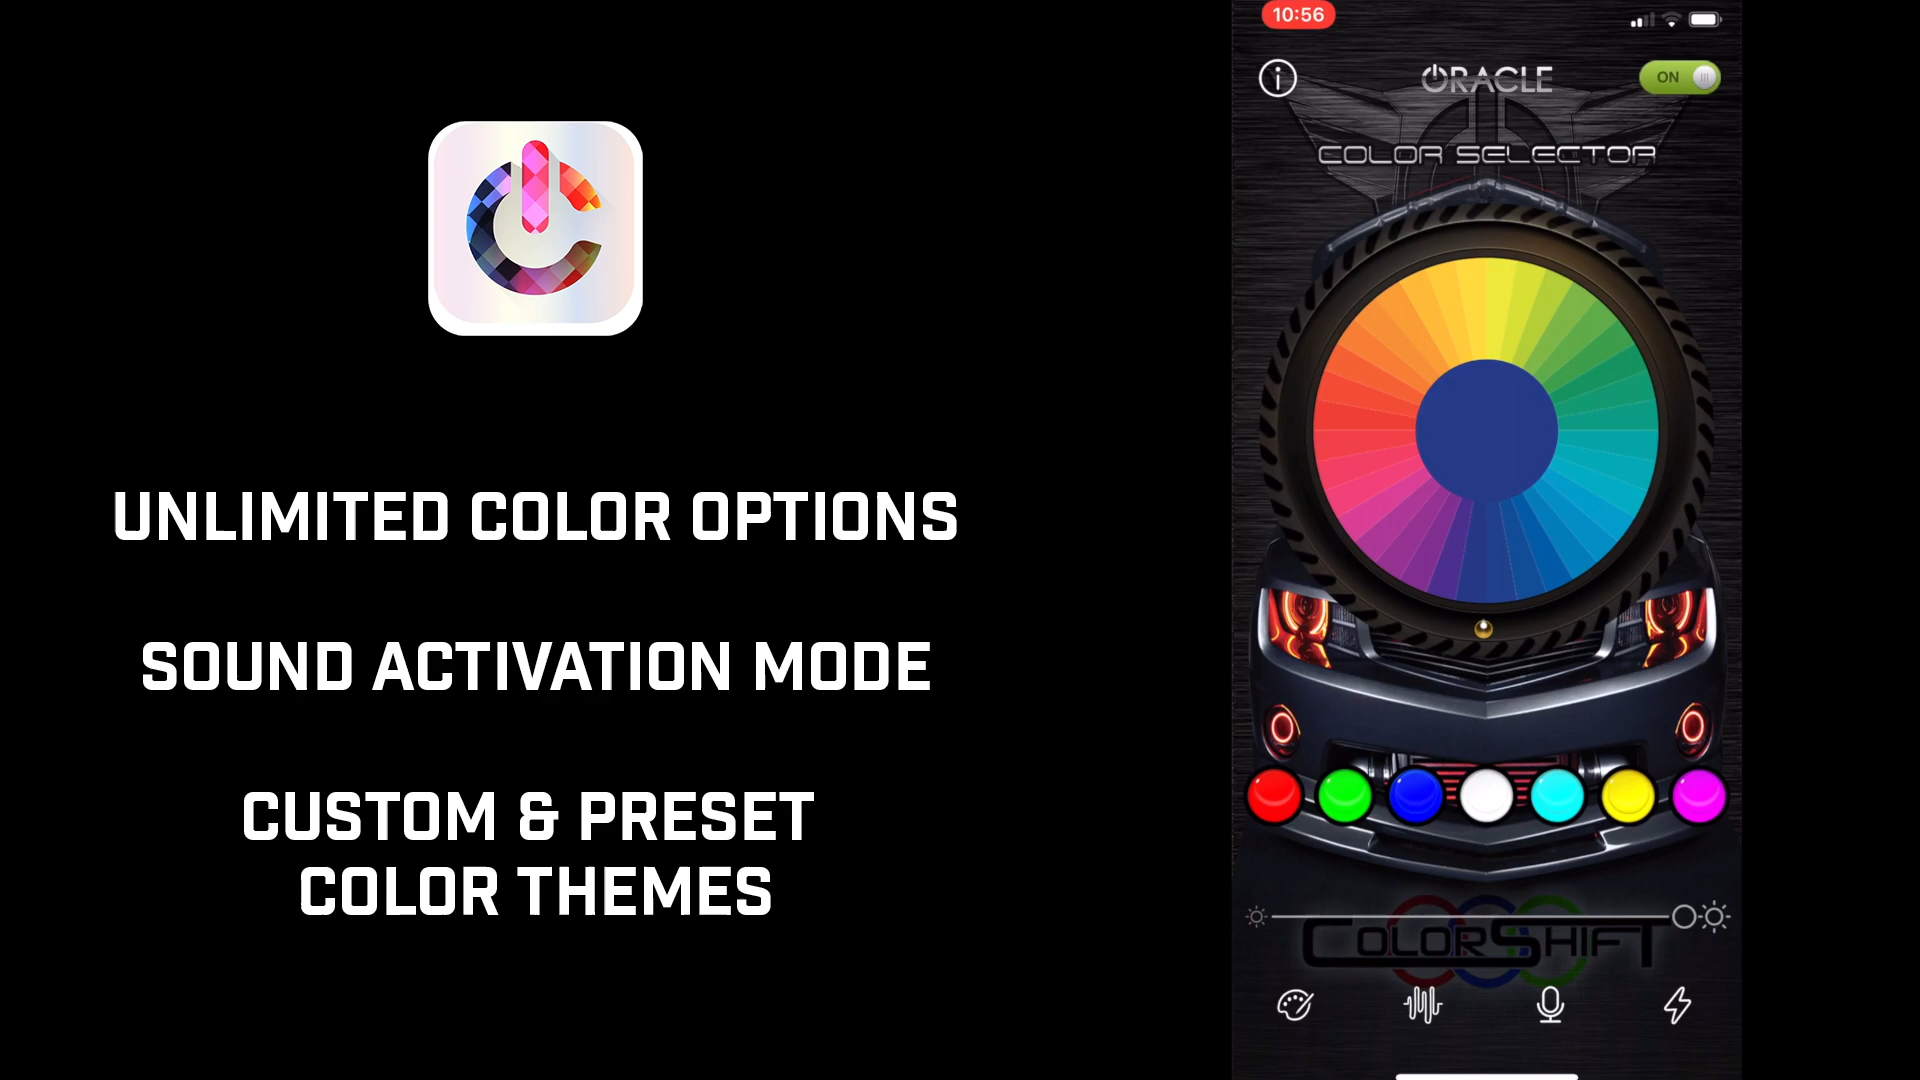 UNLIMITED COLOR OPTIONS
SOUND ACTIVATION MODE
CUSTOM & PRESET
COLOR THEMES
10:56
ORACLE
ON
COLOR SELECTOR
COLORSHIFT